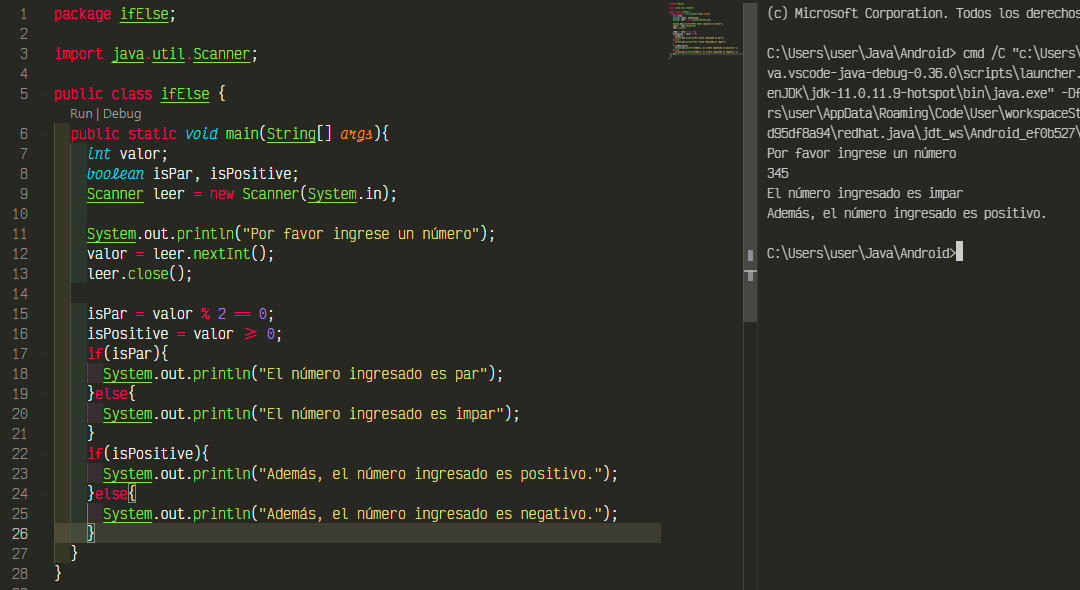 1 package ifElse;
2
3 import java.util.Scanner;
4
5 public class ifElse {
Run | Debug
6 public static void main(String[] args){
7 int valor;
8 boolean isPar, isPositive;
9 Scanner leer = new Scanner(System.in);
10
11 System.out.println("Por favor ingrese un número");
12 valor = leer.nextInt();
13 leer.close();
14
15 isPar = valor % 2 == 0;
16 isPositive = valor >= 0;
17 if(isPar){
18 System.out.println("El número ingresado es par");
19 }else{
20 System.out.println("El número ingresado es impar");
21 }
22 if(isPositive){
23 System.out.println("Además, el número ingresado es positivo.");
24 }else{
25 System.out.println("Además, el número ingresado es negativo.");
26 }
27 }
28 }
(c) Microsoft Corporation. Todos los derechos
C:\Users\user\Java\Android> cmd /C "c:\Users\
va.vscode-java-debug-0.36.0\scripts\launcher.
enJDK\jdk-11.0.11.9-hotspot\bin\java.exe" -Df
rs\user\AppData\Roaming\Code\User\workspaceSt
d95df8a94\redhat.java\jdt_ws\Android_ef0b527\
Por favor ingrese un número
345
El número ingresado es impar
Además, el número ingresado es positivo.
C:\Users\user\Java\Android>